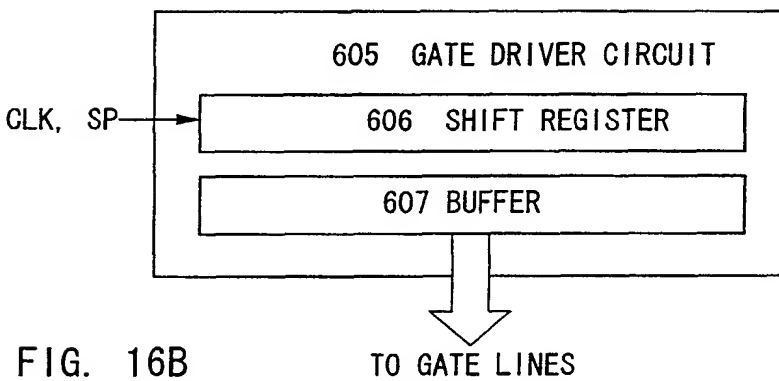 605 GATE DRIVER CIRCUIT
CLK, SP
606 SHIFT REGISTER
607 BUFFER
FIG. 16B
TO GATE LINES